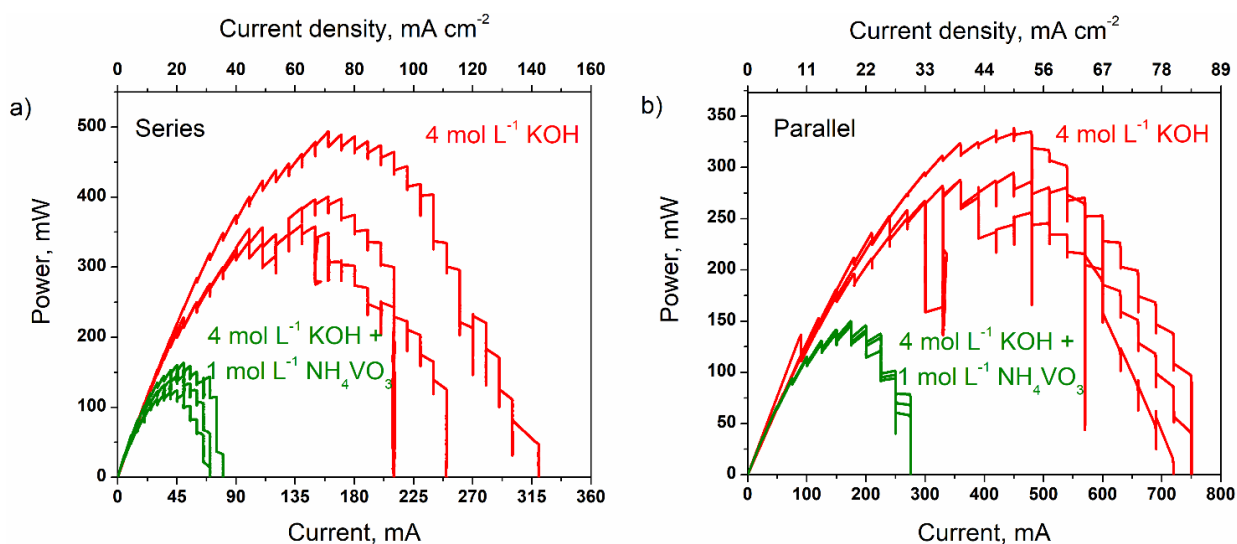 a)
Current density, mA cm⁻²
0 20 40 60 80 100 120 140 160
Series
4 mol L⁻¹ KOH
4 mol L⁻¹ KOH +
1 mol L⁻¹ NH₄VO₃
Power, mW
500
400
300
200
100
0
0 45 90 135 180 225 270 315 360
Current, mA
b)
Current density, mA cm⁻²
0 11 22 33 44 56 67 78 89
Parallel
4 mol L⁻¹ KOH
4 mol L⁻¹ KOH +
1 mol L⁻¹ NH₄VO₃
Power, mW
350
300
250
200
150
100
50
0
0 100 200 300 400 500 600 700 800
Current, mA